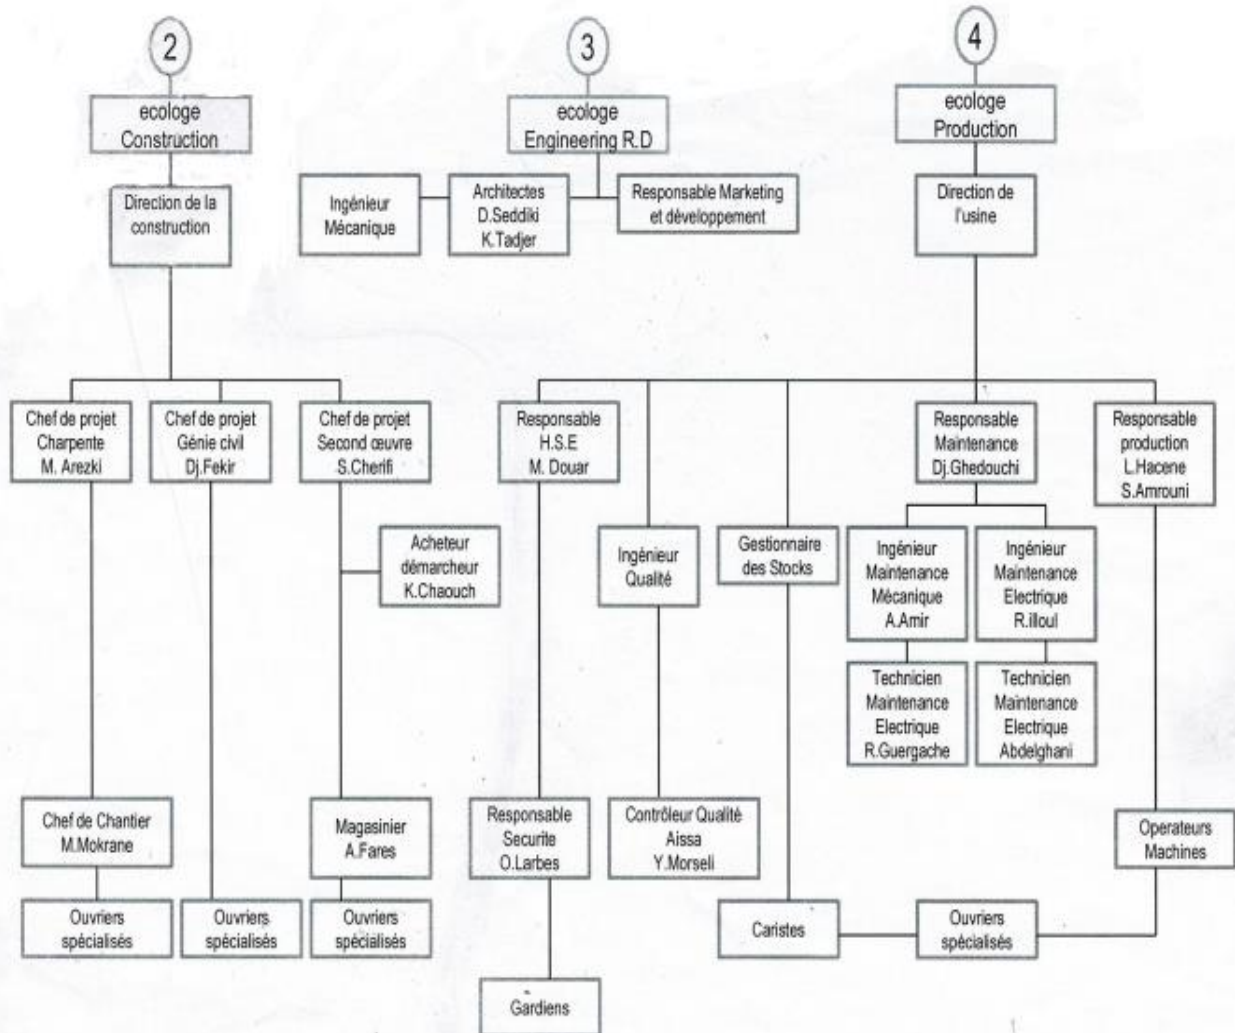 2
3
4
ecologe
Construction
ecologe
Engineering R.D
ecologe
Production
Direction de la
construction
Ingénieur
Mécanique
Architectes
D.Seddiki
K.Tadjer
Responsable Marketing
et développement
Direction de
l'usine
Chef de projet
Charpente
M. Arezki
Chef de projet
Génie civil
Dj.Fekir
Chef de projet
Second œuvre
S.Cherifi
Responsable
H.S.E
M. Douar
Responsable
Maintenance
Dj.Ghedouchi
Responsable
production
L.Hacene
S.Amrouni
Acheteur
démarcheur
K.Chaouch
Ingénieur
Qualité
Gestionnaire
des Stocks
Ingénieur
Maintenance
Mécanique
A.Amir
Ingénieur
Maintenance
Electrique
R.illoul
Technicien
Maintenance
Electrique
R.Guergache
Technicien
Maintenance
Electrique
Abdelghani
Chef de Chantier
M.Mokrane
Magasinier
A.Fares
Responsable
Securite
O.Larbes
Contrôleur Qualité
Aissa
Y.Morseli
Operateurs
Machines
Ouvriers
spécialisés
Ouvriers
spécialisés
Ouvriers
spécialisés
Caristes
Ouvriers
spécialisés
Gardiens